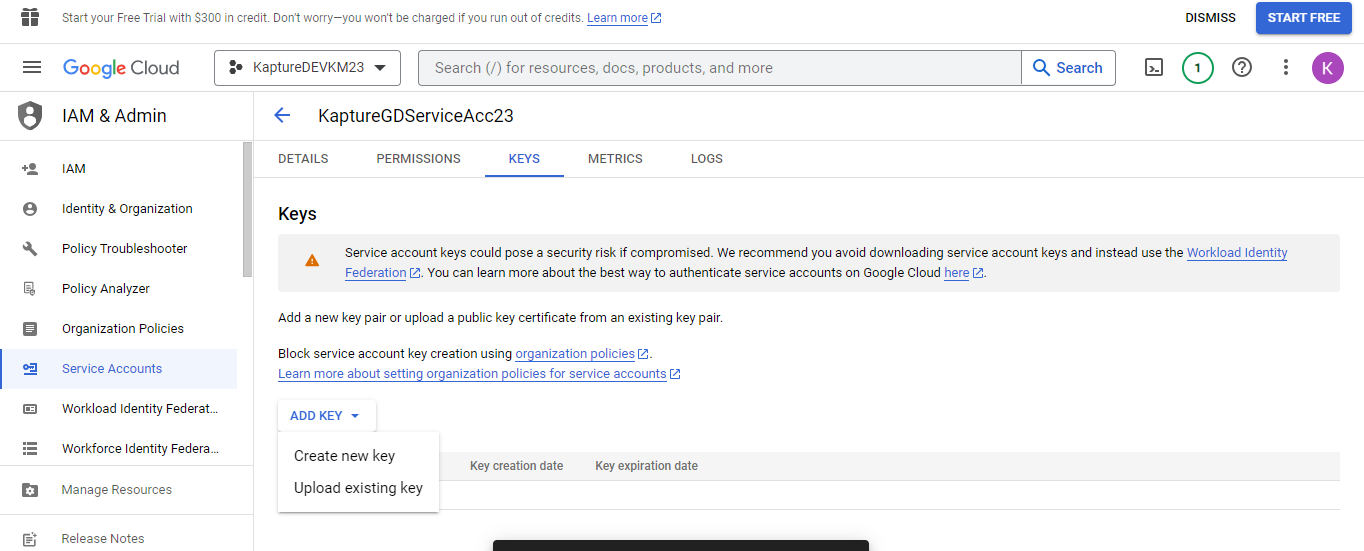 Start your Free Trial with $300 in credit. Don't worry—you won't be charged if you run out of credits. Learn more
DISMISS
START FREE
Google Cloud
KaptureDEVKM23
Search (/) for resources, docs, products, and more
Search
1
K
IAM & Admin
KaptureGDServiceAcc23
DETAILS
PERMISSIONS
KEYS
METRICS
LOGS
IAM
Identity & Organization
Policy Troubleshooter
Policy Analyzer
Organization Policies
Service Accounts
Workload Identity Federat...
Workforce Identity Federa...
Manage Resources
Release Notes
Keys
Service account keys could pose a security risk if compromised. We recommend you avoid downloading service account keys and instead use the Workload Identity
Federation. You can learn more about the best way to authenticate service accounts on Google Cloud here.
Add a new key pair or upload a public key certificate from an existing key pair.
Block service account key creation using organization policies.
Learn more about setting organization policies for service accounts
ADD KEY
Create new key
Upload existing key
Key creation date
Key expiration date